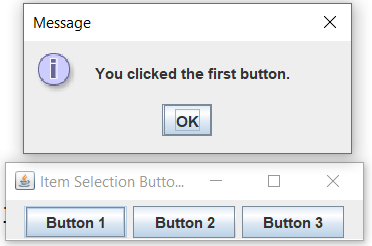 Message
You clicked the first button.
OK
Item Selection Butto...
Button 1 Button 2 Button 3